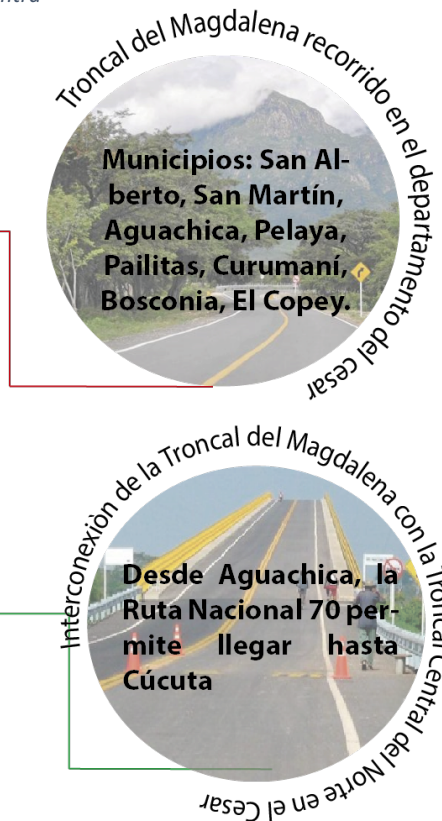 ntra
Troncal del Magdalena recorrido en el departamento del cesar
Municipios: San Al-
berto, San Martín,
Aguachica, Pelaya,
Pailitas, Curumaní,
Bosconia, El Copey.
Interconexiòn de la Troncal del Magdalena con la Troncal Central del Norte en el Cesar
Desde Aguachica, la
Ruta Nacional 70 per-
mite llegar hasta
Cúcuta